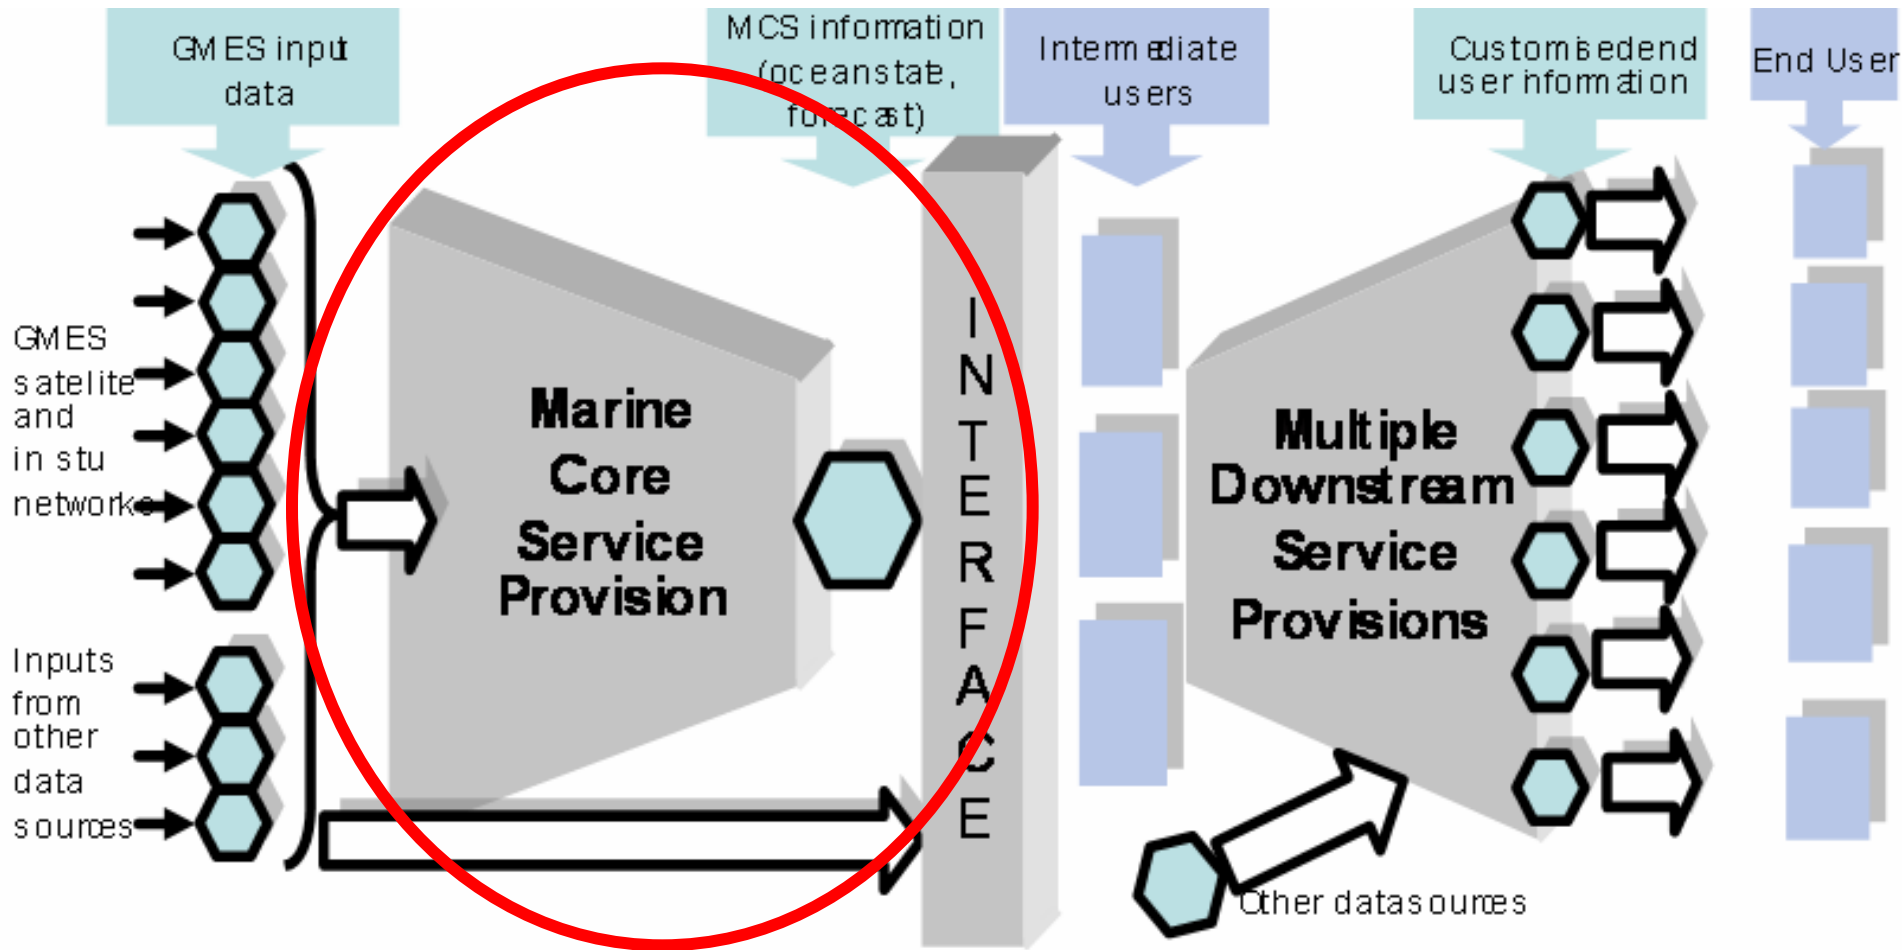 GMES input
data
MCS information
(ocean state,
forecast)
Intermediate
users
Customised end
user information
End User
GMES
satelite
and
in stu
networks
Inputs
from
other
data
sources
Marine
Core
Service
Provision
INTERFACE
Multiple
Downstream
Service
Provisions
Other data sources